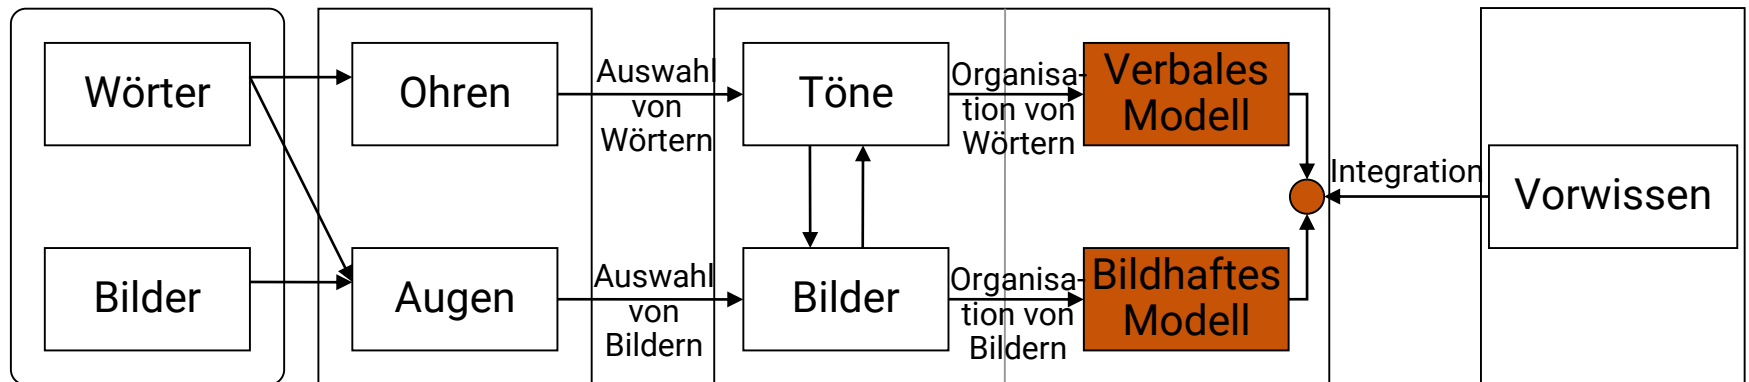 Wörter
Bilder
Ohren
Augen
Auswahl
von
Wörtern
Auswahl
von
Bildern
Töne
Bilder
Organisa-
tion von
Wörtern
Organisa-
tion von
Bildern
Verbales
Modell
Bildhaftes
Modell
Integration
Vorwissen